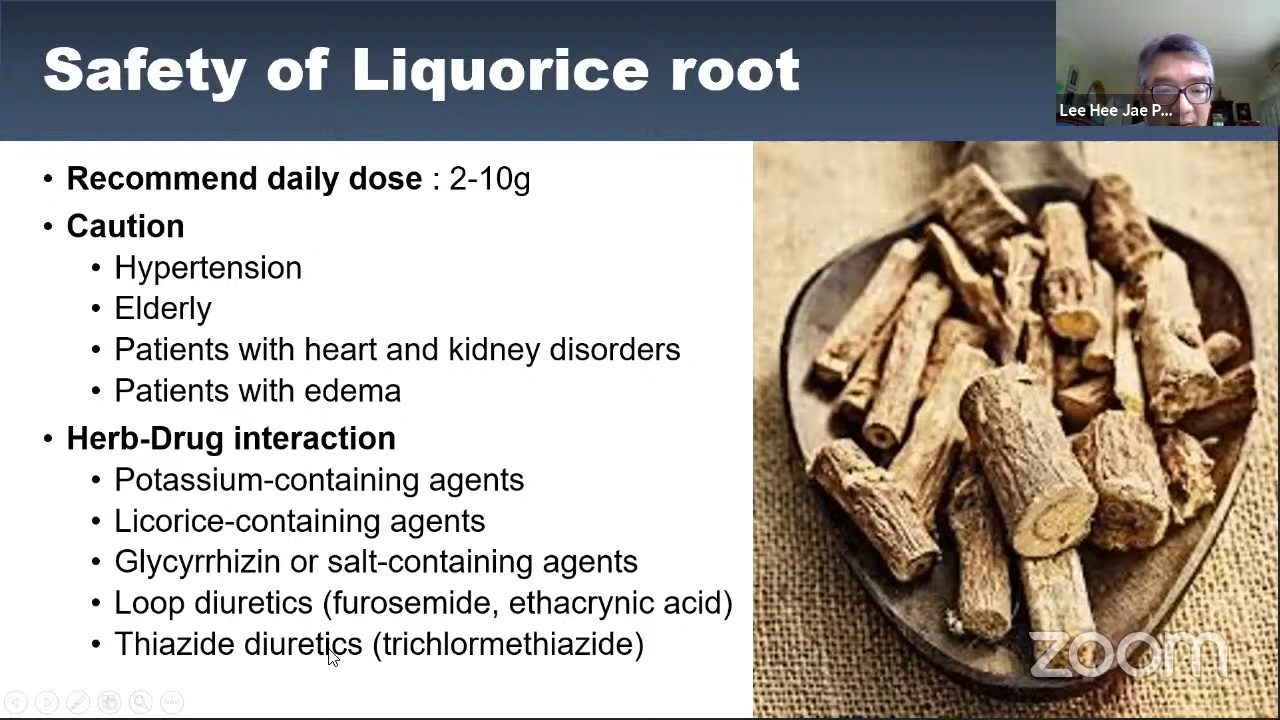 Safety of Liquorice root
Lee Hee Jae P...
• Recommend daily dose : 2-10g
• Caution
• Hypertension
• Elderly
• Patients with heart and kidney disorders
• Patients with edema
• Herb-Drug interaction
• Potassium-containing agents
• Licorice-containing agents
• Glycyrrhizin or salt-containing agents
• Loop diuretics (furosemide, ethacrynic acid)
• Thiazide diuretics (trichlormethiazide)
zoom